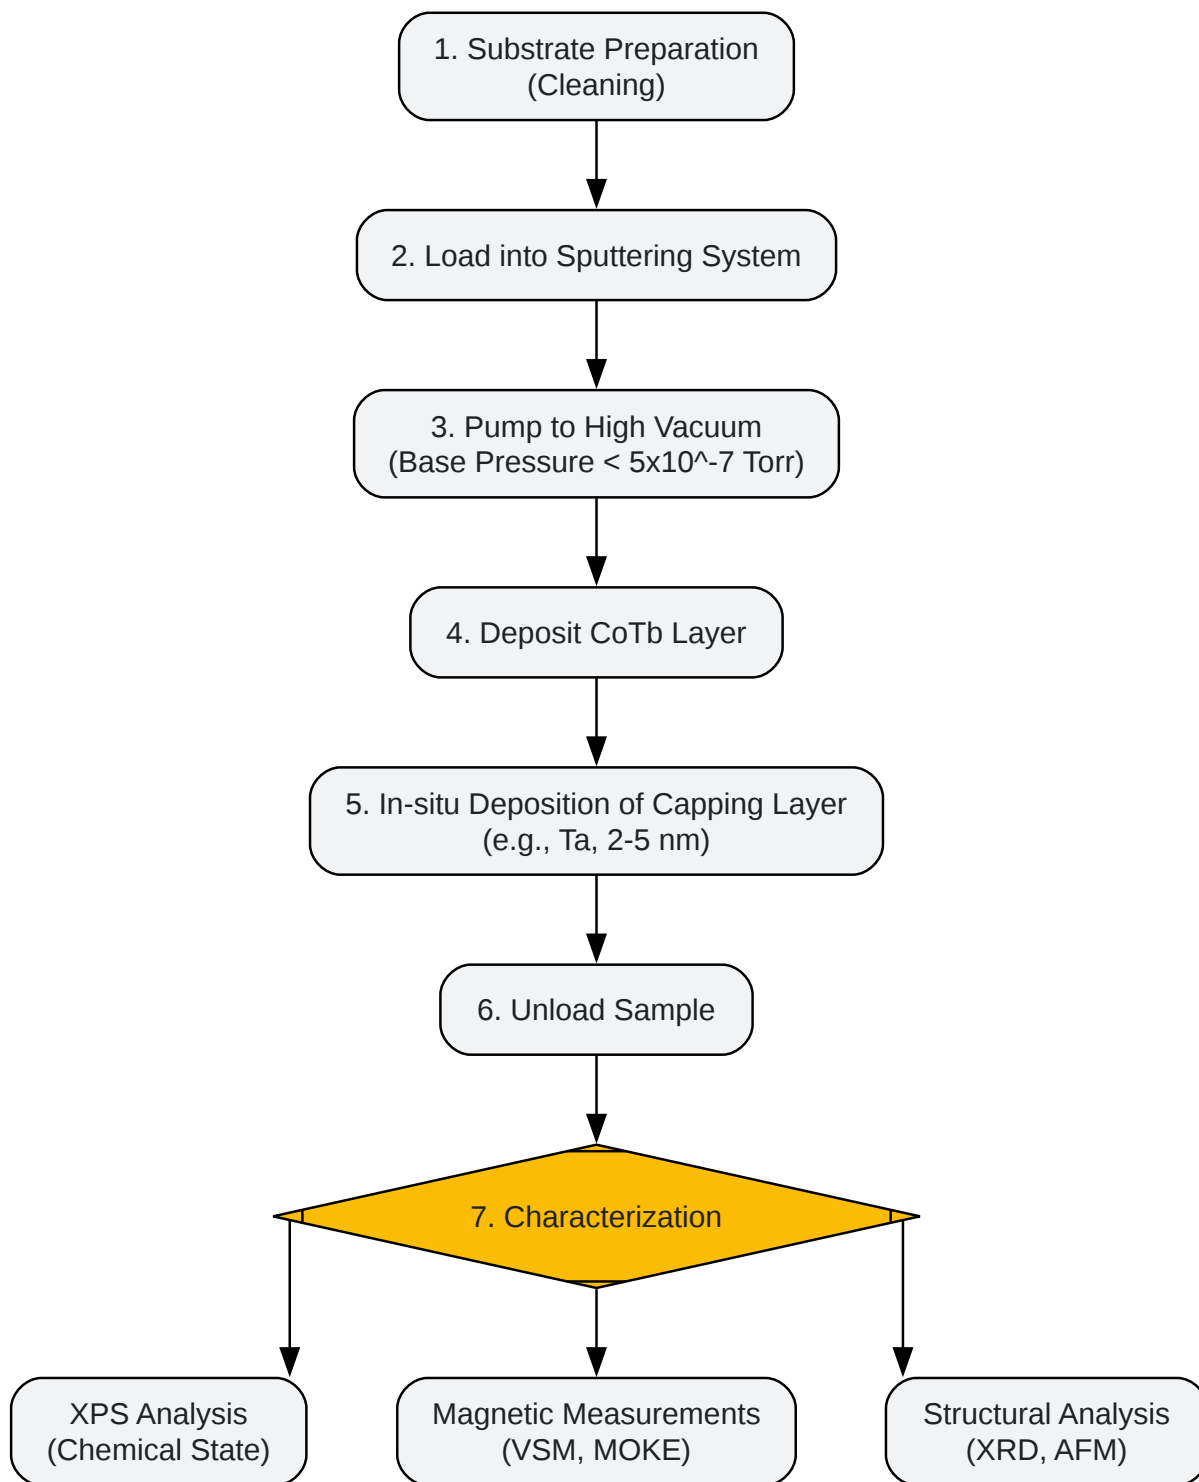 1. Substrate Preparation
(Cleaning)
2. Load into Sputtering System
3. Pump to High Vacuum
(Base Pressure < 5x10^-7 Torr)
4. Deposit CoTb Layer
5. In-situ Deposition of Capping Layer
(e.g., Ta, 2-5 nm)
6. Unload Sample
7. Characterization
XPS Analysis
(Chemical State)
Magnetic Measurements
(VSM, MOKE)
Structural Analysis
(XRD, AFM)